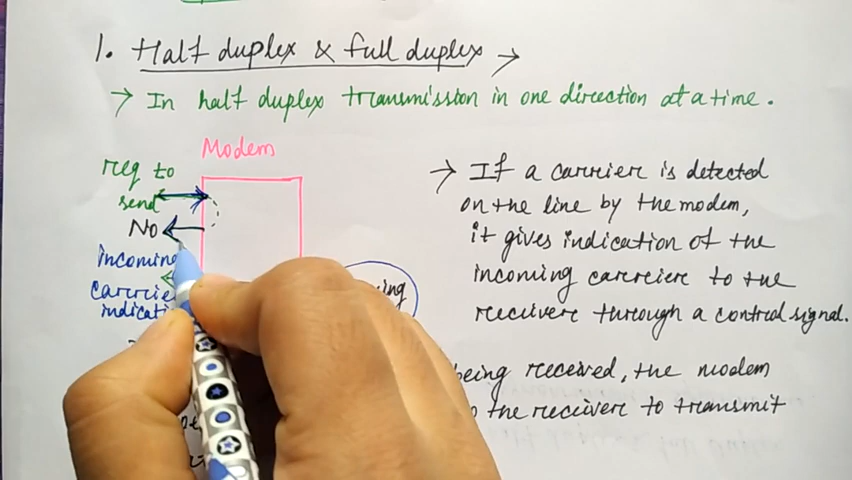 1. Half duplex & full duplex →
→ In half duplex transmission in one direction at a time.
Modem
req to
send
No
incoming
→ If a carrier is detected
on the line by the modem,
it gives indication of the
incoming carrier to the
receiver through a control signal.
being received, the modem
the receiver to transmit